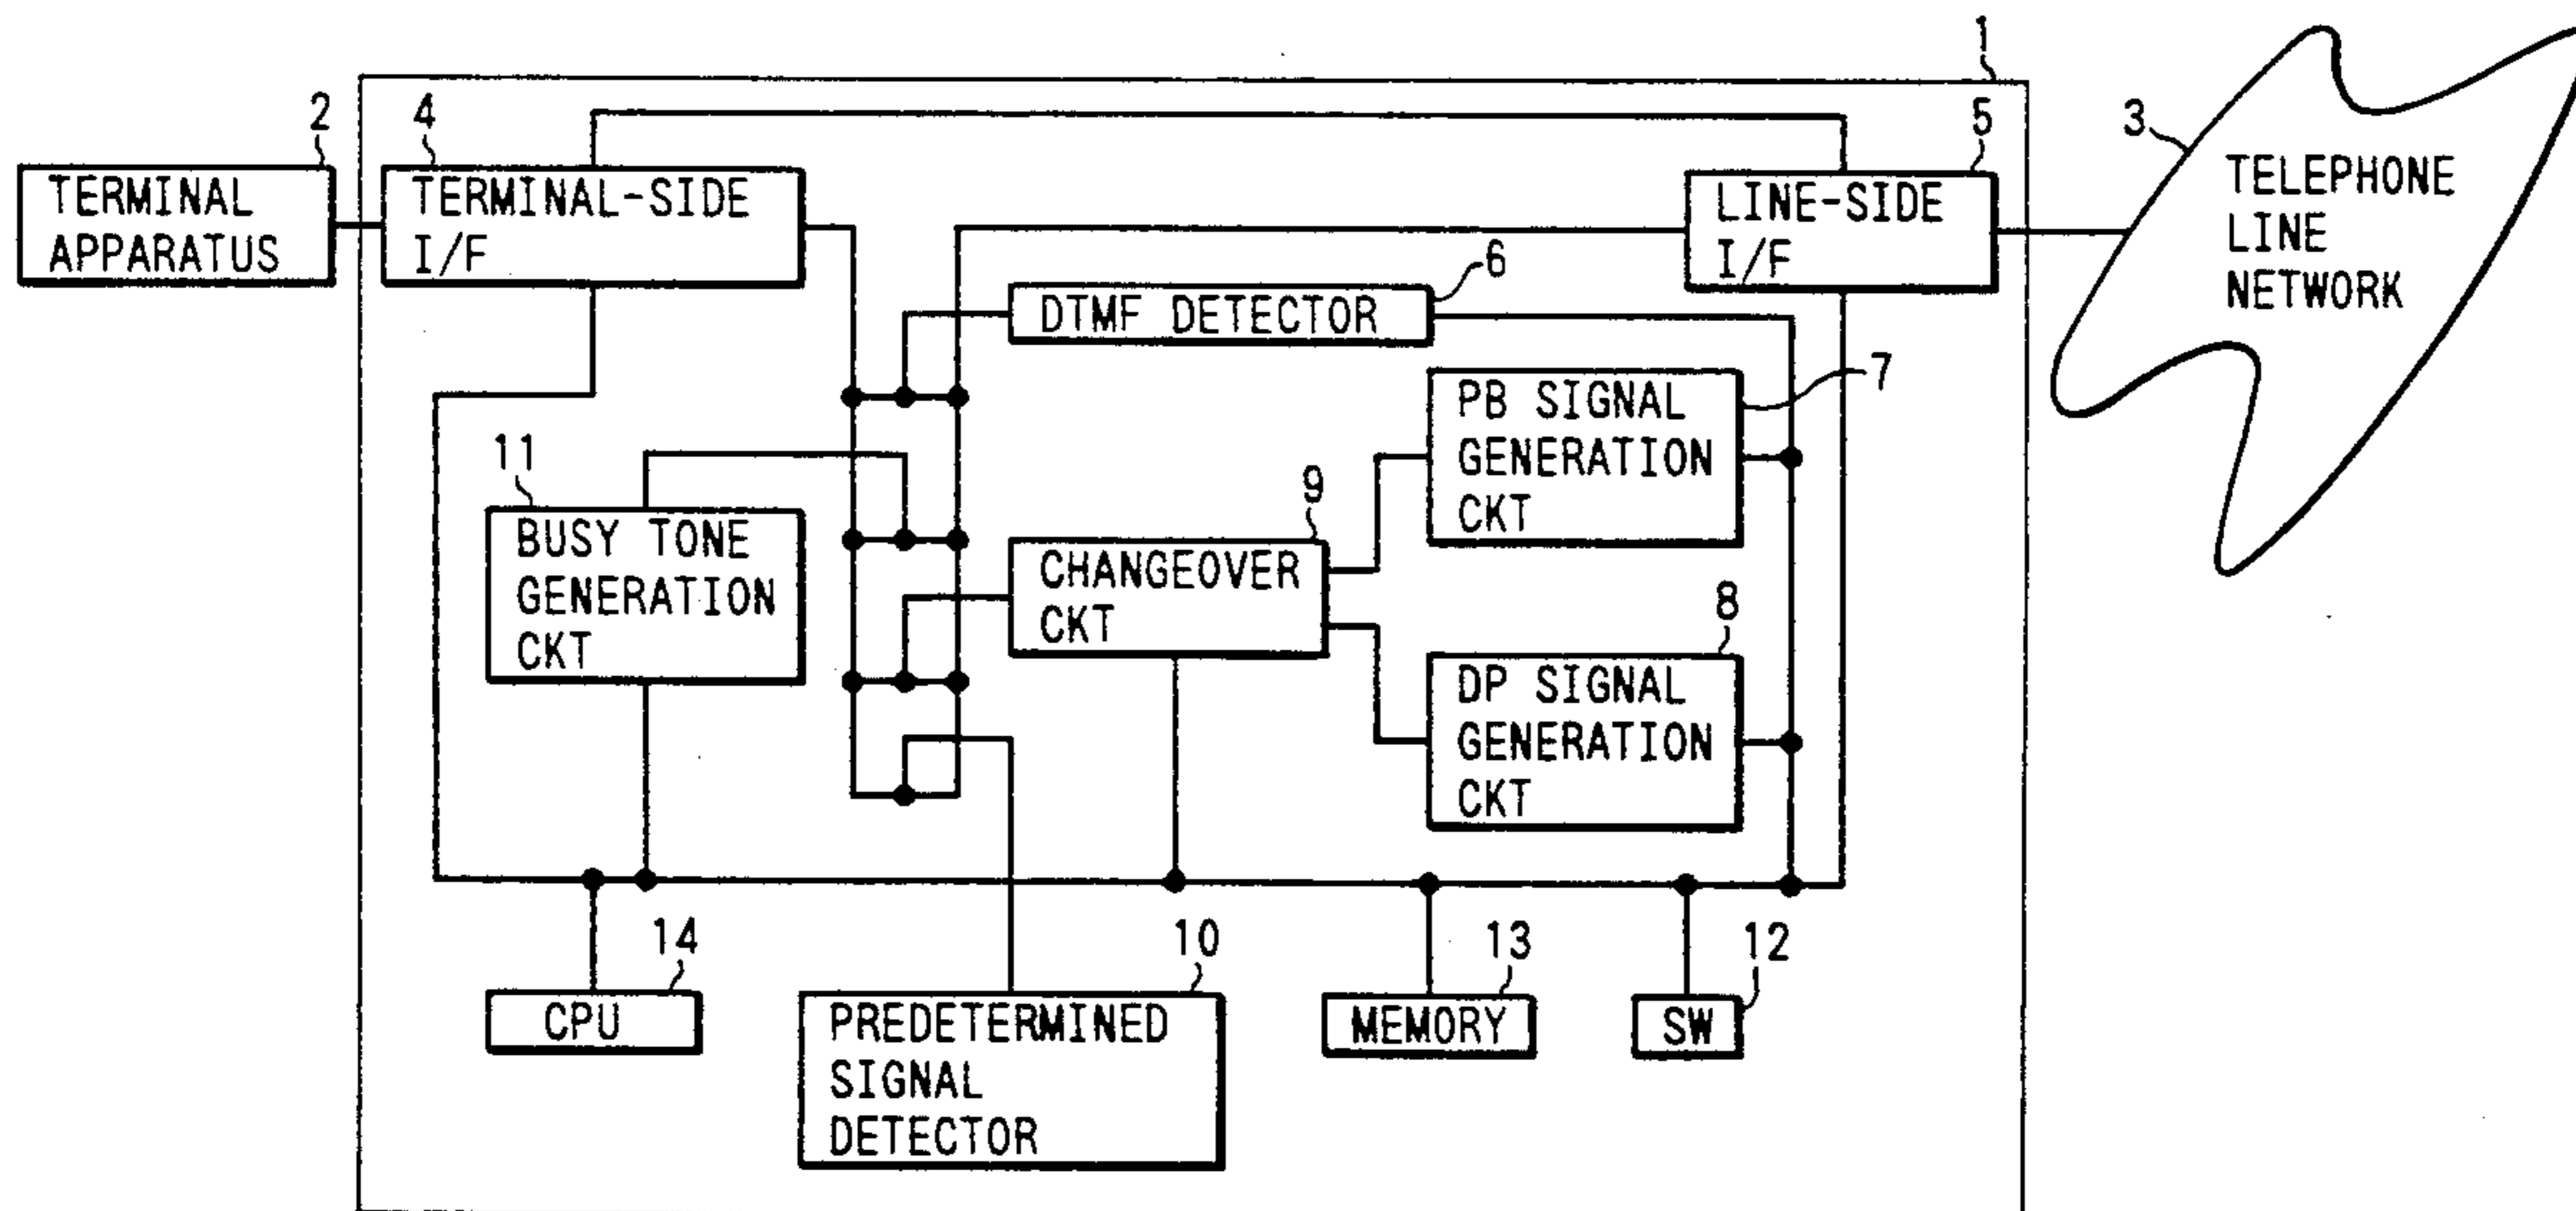 1
2
4
5
3
TERMINAL
APPARATUS
TERMINAL-SIDE
I/F
LINE-SIDE
I/F
TELEPHONE
LINE
NETWORK
6
DTMF DETECTOR
7
PB SIGNAL
GENERATION
CKT
11
BUSY TONE
GENERATION
CKT
9
CHANGEOVER
CKT
8
DP SIGNAL
GENERATION
CKT
14
CPU
10
PREDETERMINED
SIGNAL
DETECTOR
13
MEMORY
12
SW